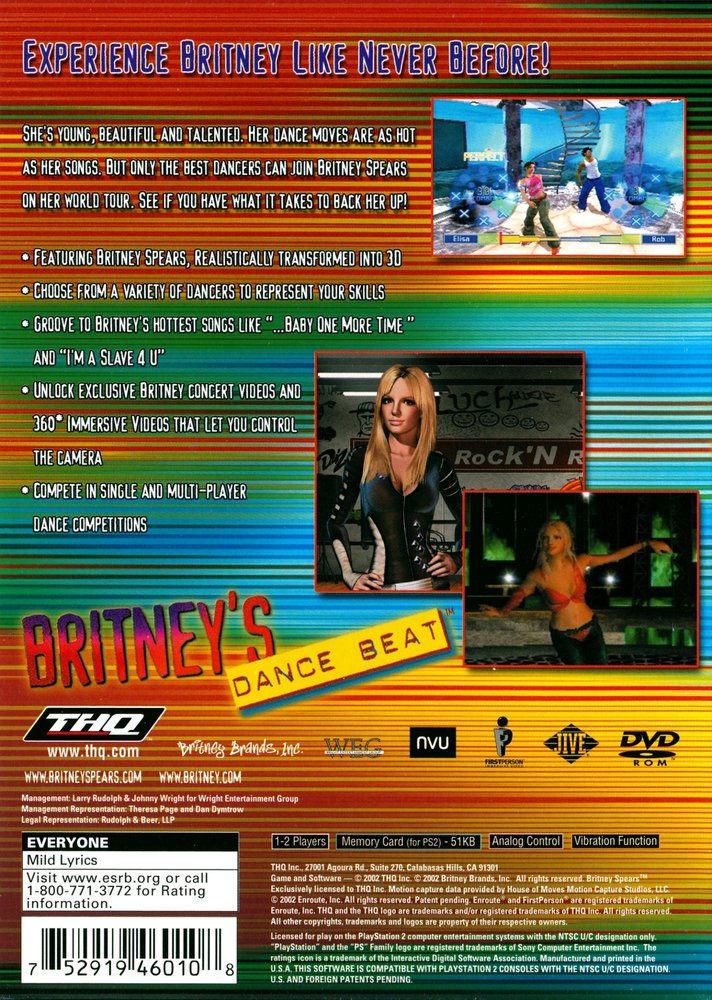 EXPERIENCE BRITNEY LIKE NEVER BEFORE!
SHE'S YOUNG, BEAUTIFUL AND TALENTED. HER DANCE MOVES ARE AS HOT
AS HER SONGS. BUT ONLY THE BEST DANCERS CAN JOIN BRITNEY SPEARS
ON HER WORLD TOUR. SEE IF YOU HAVE WHAT IT TAKES TO BACK HER UP!
PERFECT
Elisa
Rob
• FEATURING BRITNEY SPEARS, REALISTICALLY TRANSFORMED INTO 3D
• CHOOSE FROM A VARIETY OF DANCERS TO REPRESENT YOUR SKILLS
• GROOVE TO BRITNEY'S HOTTEST SONGS LIKE "...BABY ONE MORE TIME"
AND "I'M A SLAVE 4 U"
• UNLOCK EXCLUSIVE BRITNEY CONCERT VIDEOS AND
360° IMMERSIVE VIDEOS THAT LET YOU CONTROL
THE CAMERA
• COMPETE IN SINGLE AND MULTI-PLAYER
DANCE COMPETITIONS
ROCK'N R
BRITNEY'S
DANCE BEAT™
THQ
www.thq.com
Britney Brands, Inc.
WEG
nvu
FIRSTPERSON
JIVE
DVD
ROM
WWW.BRITNEYSPEARS.COM WWW.BRITNEY.COM
Management: Larry Rudolph & Johnny Wright for Wright Entertainment Group
Management Representation: Theresa Page and Dan Dymtrow
Legal Representation: Rudolph & Beer, LLP
EVERYONE
Mild Lyrics
Visit www.esrb.org or call
1-800-771-3772 for Rating
information.
1-2 Players
Memory Card (for PS2) - 51KB
Analog Control
Vibration Function
THQ Inc., 27001 Agoura Rd., Suite 270, Calabasas Hills, CA 91301
Game and Software — © 2002 THQ Inc. © 2002 Britney Brands, Inc. All rights reserved. Britney Spears™
Exclusively licensed to THQ Inc. Motion capture data provided by House of Moves Motion Capture Studios, LLC.
© 2002 Enroute, Inc. All rights reserved. Patent pending. Enroute® and FirstPerson® are registered trademarks of
Enroute, Inc. THQ and the THQ logo are trademarks and/or registered trademarks of THQ Inc. All rights reserved.
All other copyrights, trademarks and logos are property of their respective owners.
Licensed for play on the PlayStation 2 computer entertainment systems with the NTSC U/C designation only.
"PlayStation" and the "PS" Family logo are registered trademarks of Sony Computer Entertainment Inc. The
ratings icon is a trademark of the Interactive Digital Software Association. Manufactured and printed in the
U.S.A. THIS SOFTWARE IS COMPATIBLE WITH PLAYSTATION 2 CONSOLES WITH THE NTSC U/C DESIGNATION.
U.S. AND FOREIGN PATENTS PENDING.
7 52919 46010 8